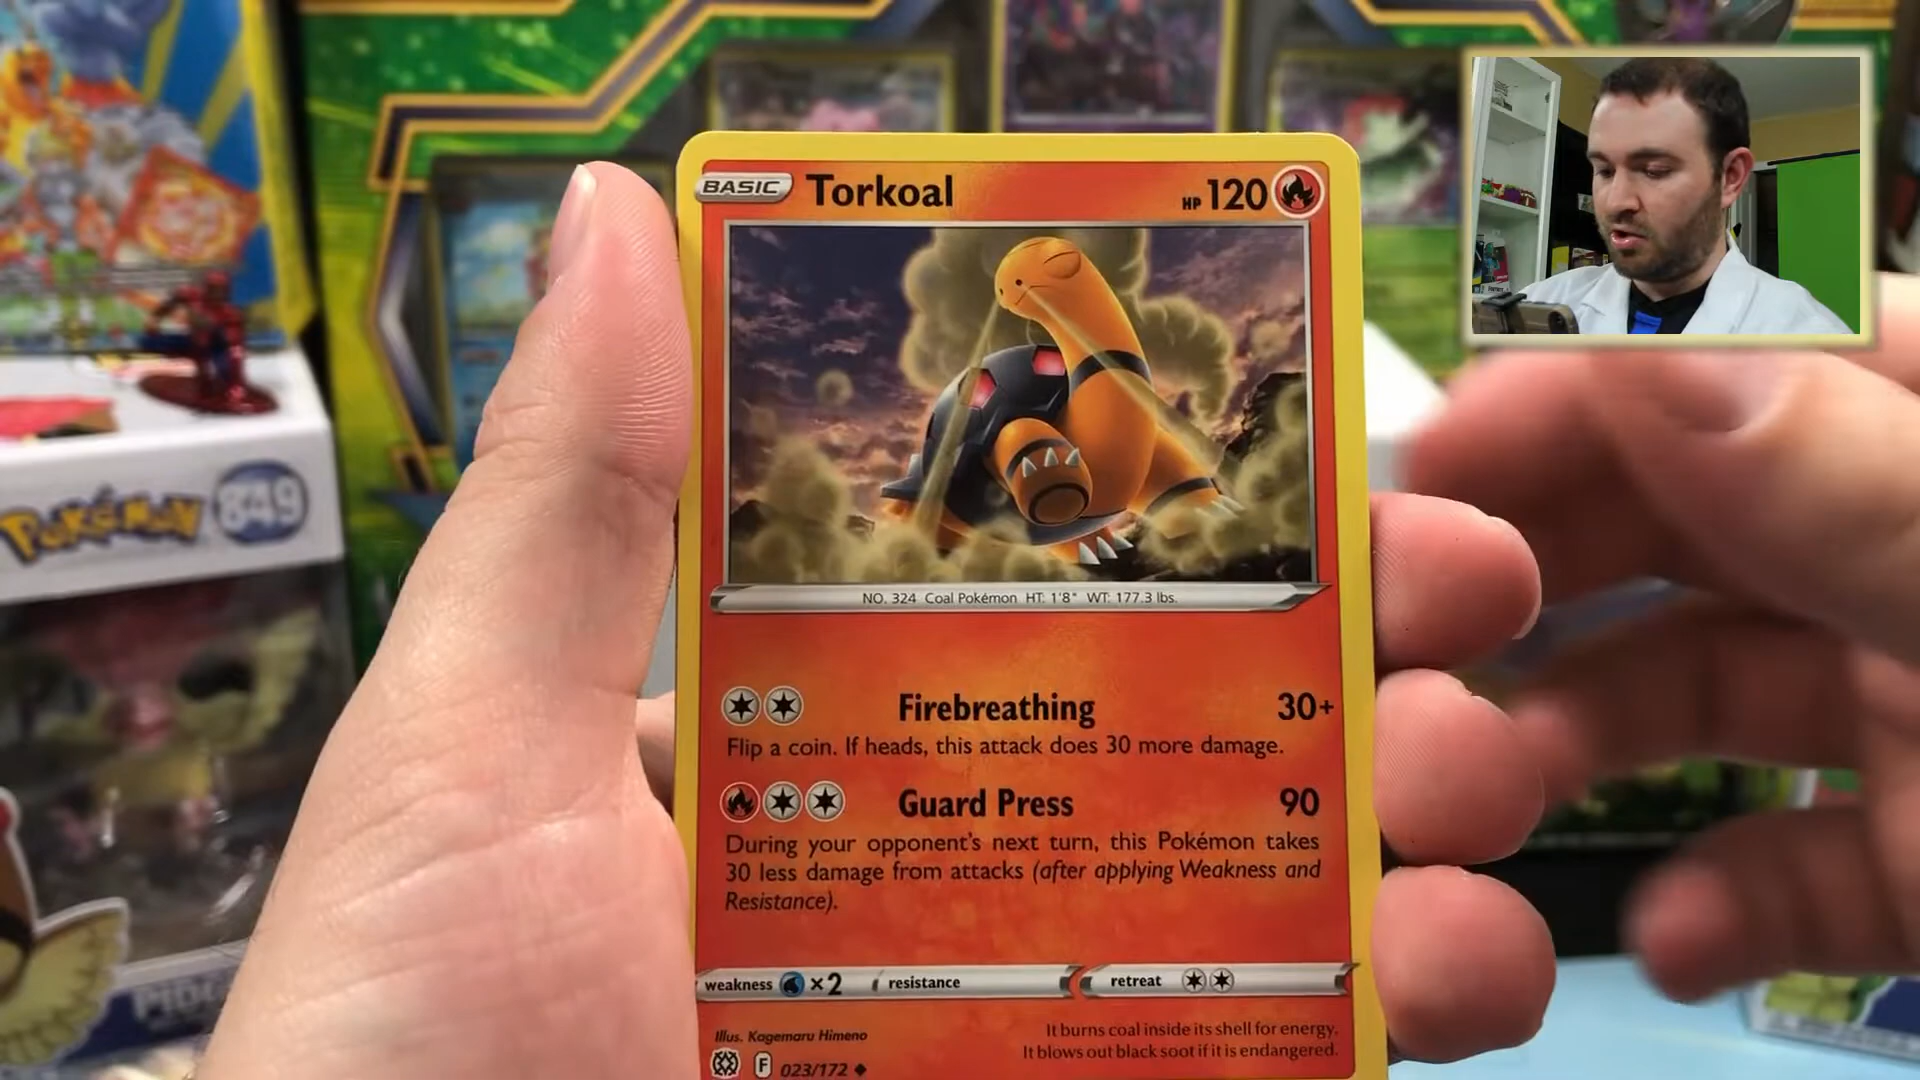 BASIC Torkoal HP 120
NO. 324 Coal Pokémon HT: 1'8" WT: 177.3 lbs.
Firebreathing 30+
Flip a coin. If heads, this attack does 30 more damage.
Guard Press 90
During your opponent's next turn, this Pokémon takes
30 less damage from attacks (after applying Weakness and
Resistance).
weakness ×2 resistance retreat
Illus. Kagemaru Himeno
It burns coal inside its shell for energy.
It blows out black soot if it is endangered.
F 023/172
POKÉMON 849